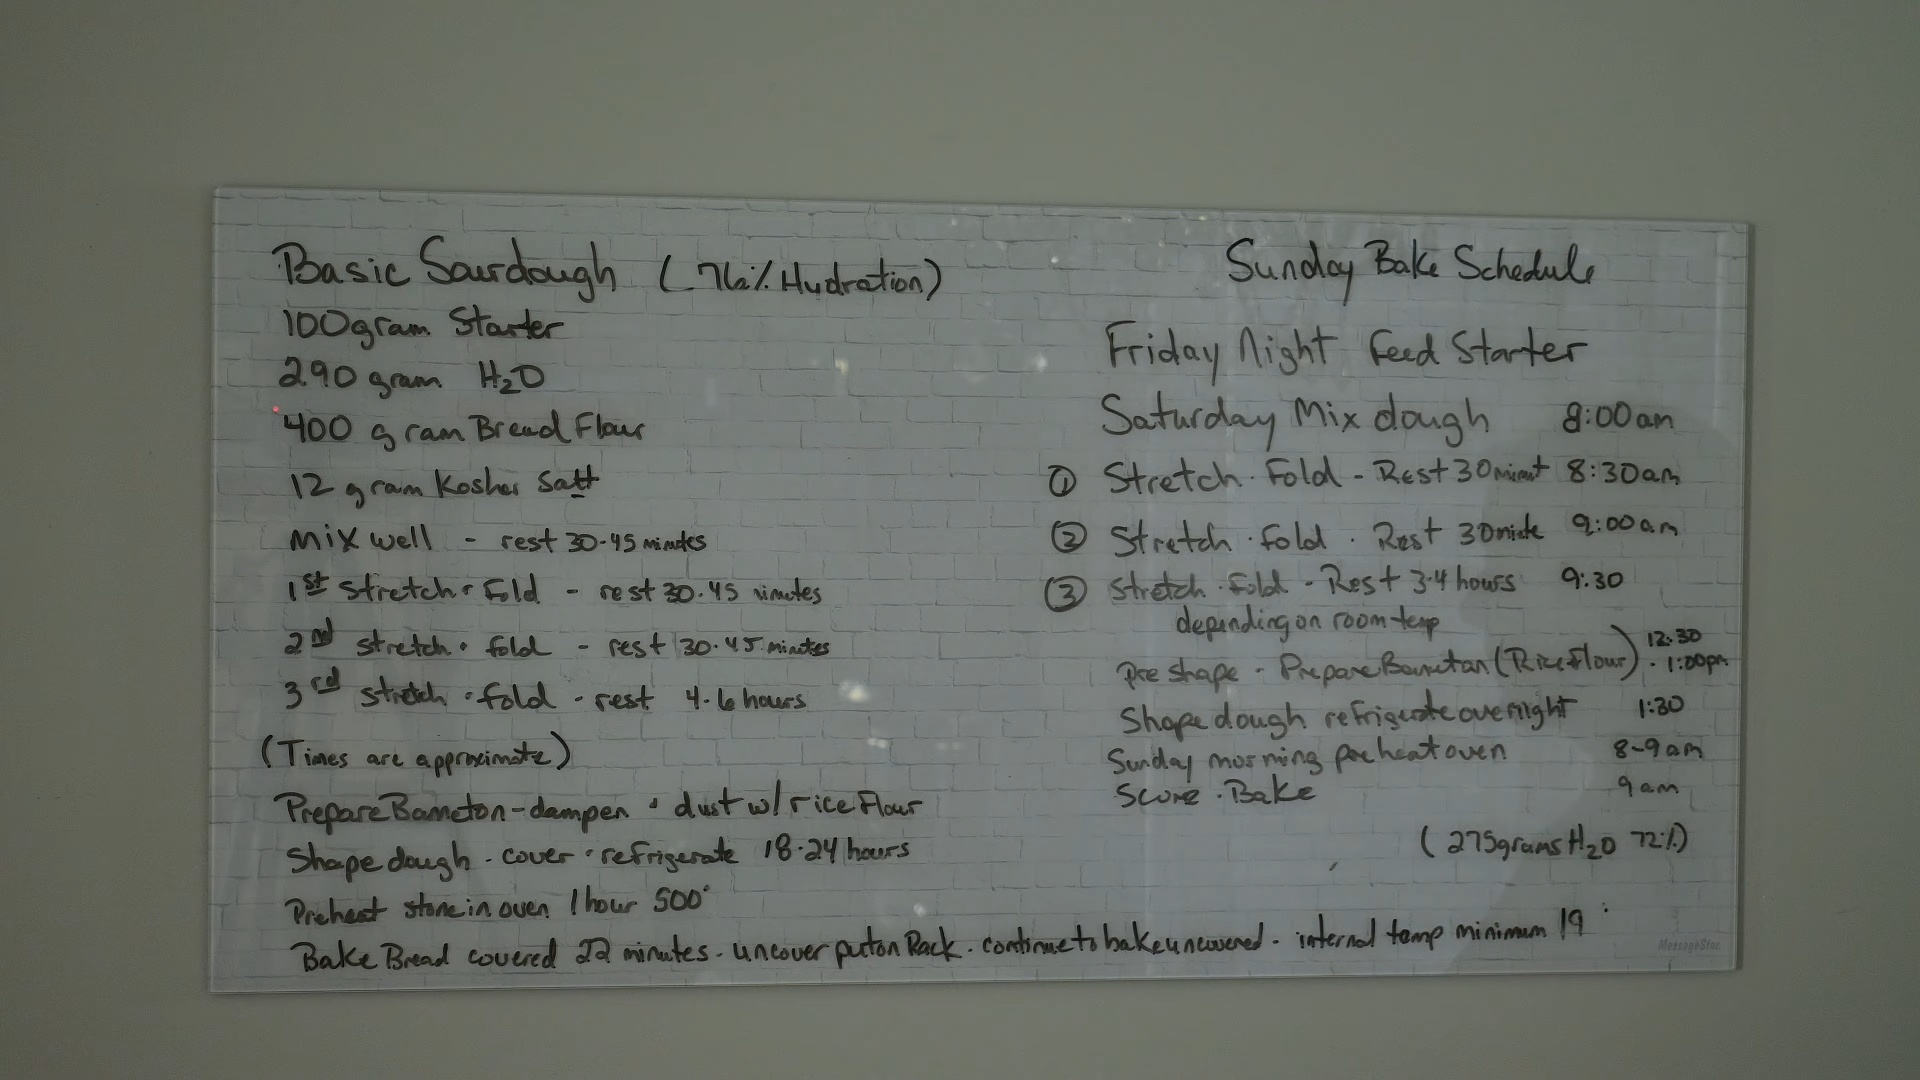 Basic Sourdough (76% Hydration)
100 gram Starter
290 gram H₂O
400 gram Bread Flour
12 gram Kosher Salt
Mix well - rest 30-45 minutes
1st stretch · fold - rest 30-45 minutes
2nd stretch · fold - rest 30-45 minutes
3rd stretch · fold - rest 4-6 hours
(Times are approximate)
Prepare Banneton - dampen · dust w/ rice flour
Shape dough - cover · refrigerate 18-24 hours
Preheat stone in oven 1 hour 500°
Bake Bread covered 22 minutes - uncover put on Rack - continue to bake uncovered - internal temp minimum 19 °
Sunday Bake Schedule
Friday Night Feed Starter
Saturday Mix dough 8:00am
① Stretch · Fold - Rest 30 8:30am
② Stretch · fold · Rest 30 9:00am
③ Stretch · fold - Rest 3-4 hours 9:30
depending on room temp
Pre shape - Prepare Banneton (Rice Flour) 12:30 - 1:00pm
Shape dough refrigerate overnight 1:30
Sunday morning preheat oven 8-9am
Score · Bake 9am
(275 grams H₂O 72%)
MessageStor